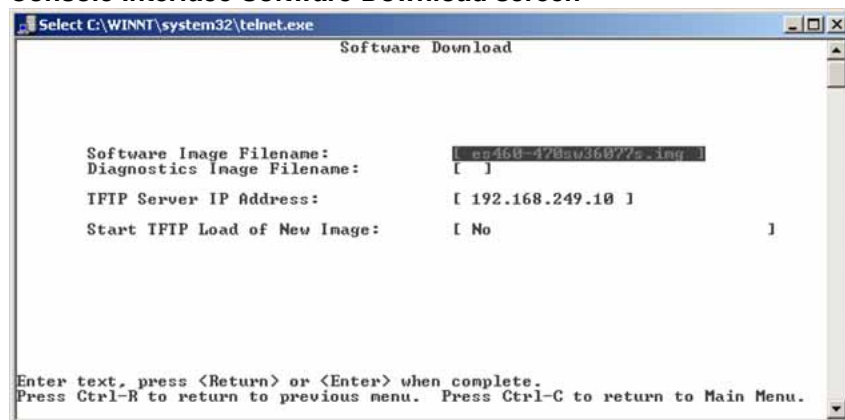 Console Interface Software Download screen
Select C:\WINNT\system32\telnet.exe
Software Download
Software Image Filename: [ es460-470sw36077s.img ]
Diagnostics Image Filename: [ ]
TFTP Server IP Address: [ 192.168.249.10 ]
Start TFTP Load of New Image: [ No ]
Enter text, press <Return> or <Enter> when complete.
Press Ctrl-R to return to previous menu. Press Ctrl-C to return to Main Menu.